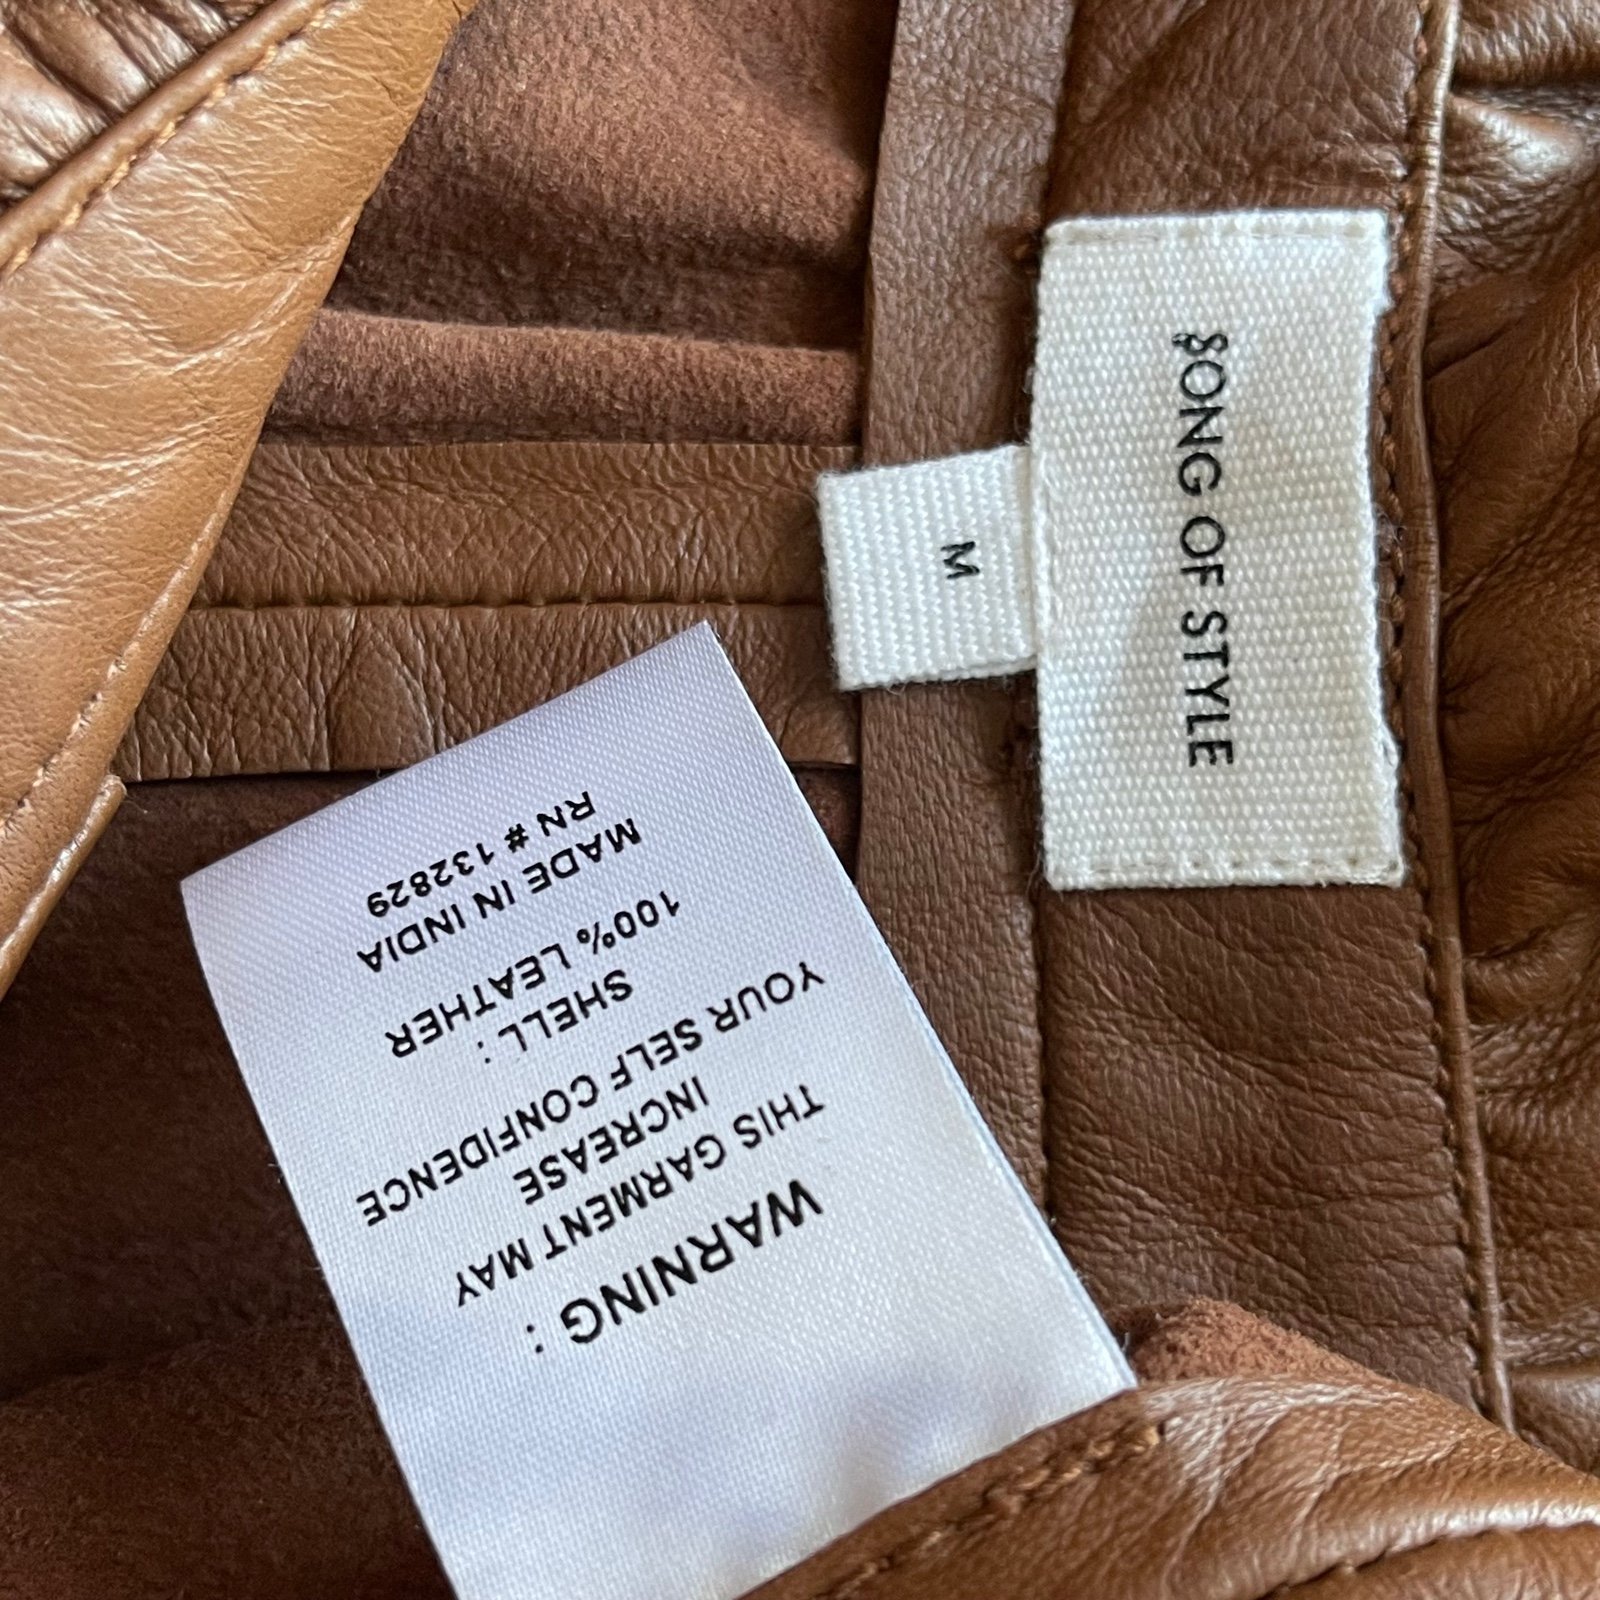 SONG OF STYLE
M
WARNING :
THIS GARMENT MAY
INCREASE
YOUR SELF CONFIDENCE
SHELL :
100% LEATHER
MADE IN INDIA
RN # 132829